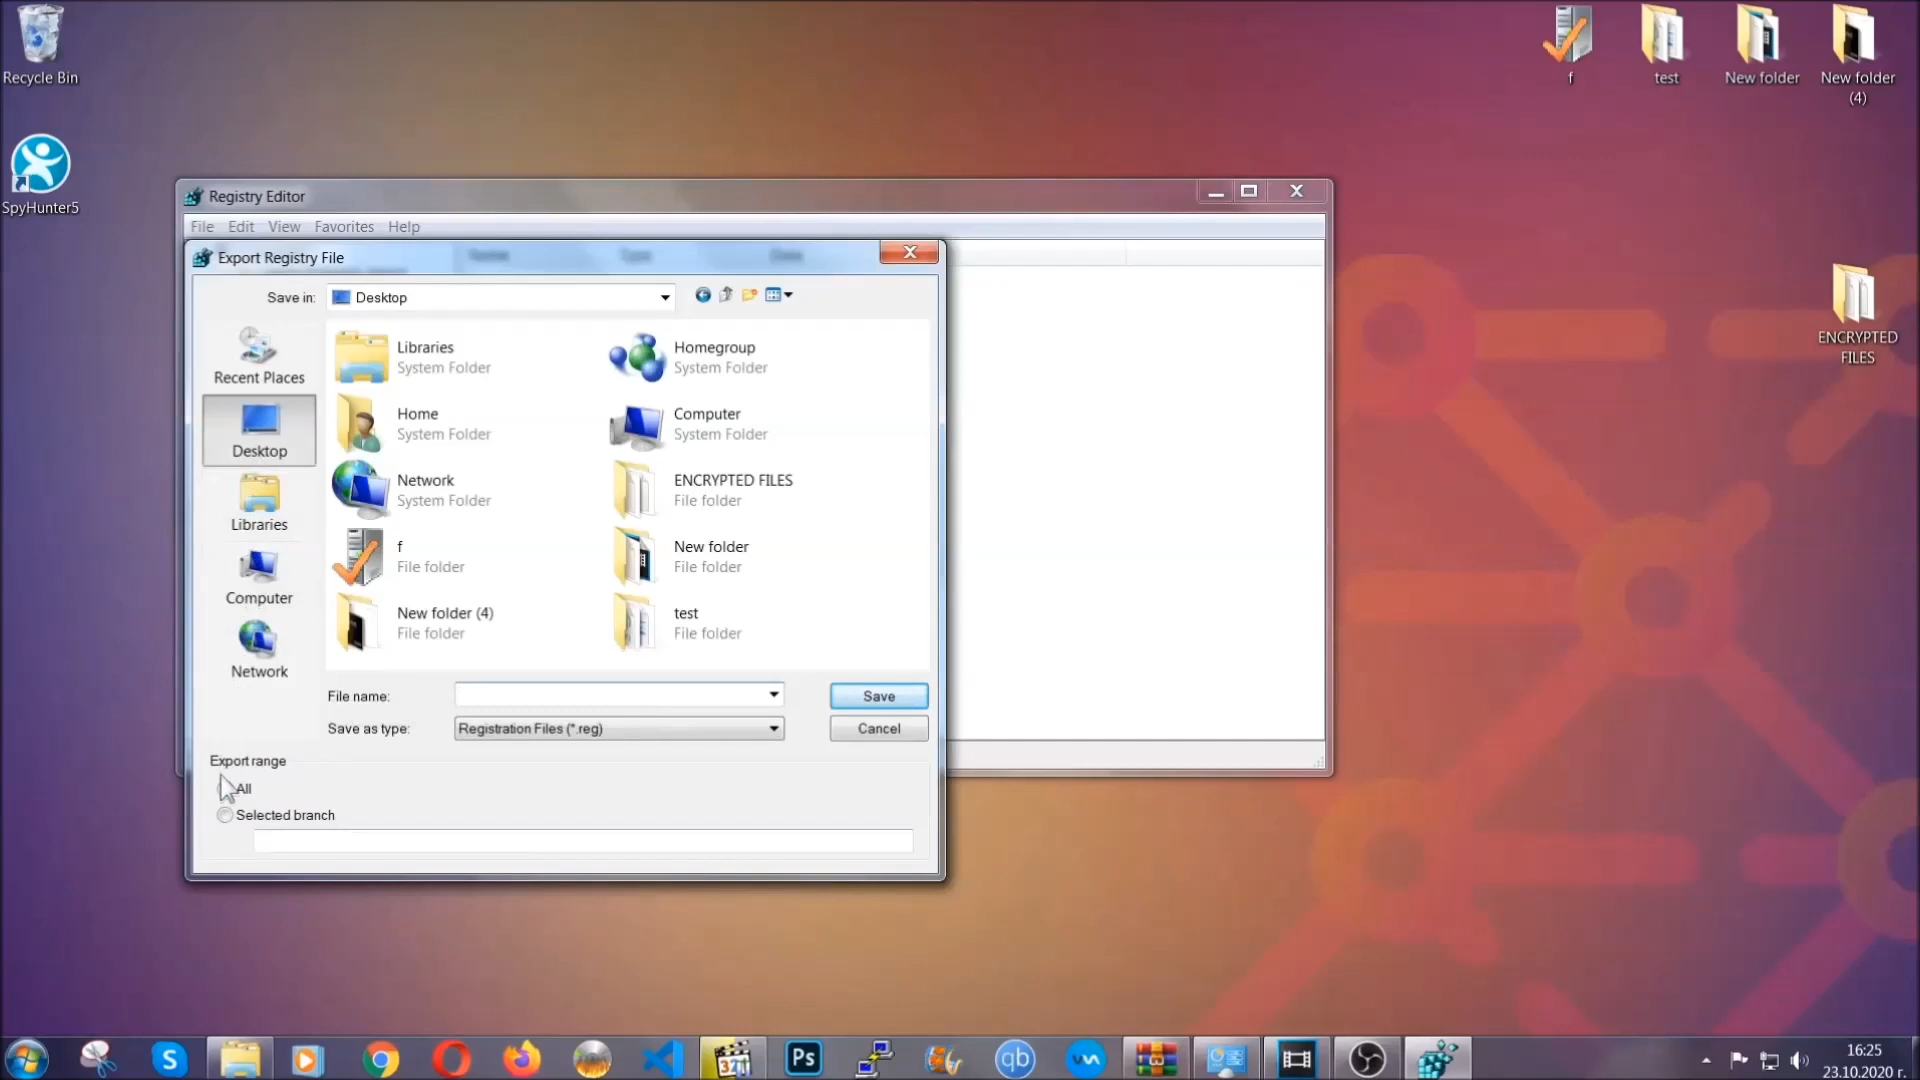 Recycle Bin
SpyHunter5
f
test
New folder
New folder
(4)
ENCRYPTED
FILES
Registry Editor
File Edit View Favorites Help
Export Registry File
Save in:
Desktop
Recent Places
Desktop
Libraries
Computer
Network
Libraries
System Folder
Homegroup
System Folder
Home
System Folder
Computer
System Folder
Network
System Folder
ENCRYPTED FILES
File folder
f
File folder
New folder
File folder
New folder (4)
File folder
test
File folder
File name:
Save
Save as type:
Registration Files (*.reg)
Cancel
Export range
All
Selected branch
S
321
Ps
qb
16:25
23.10.2020 г.